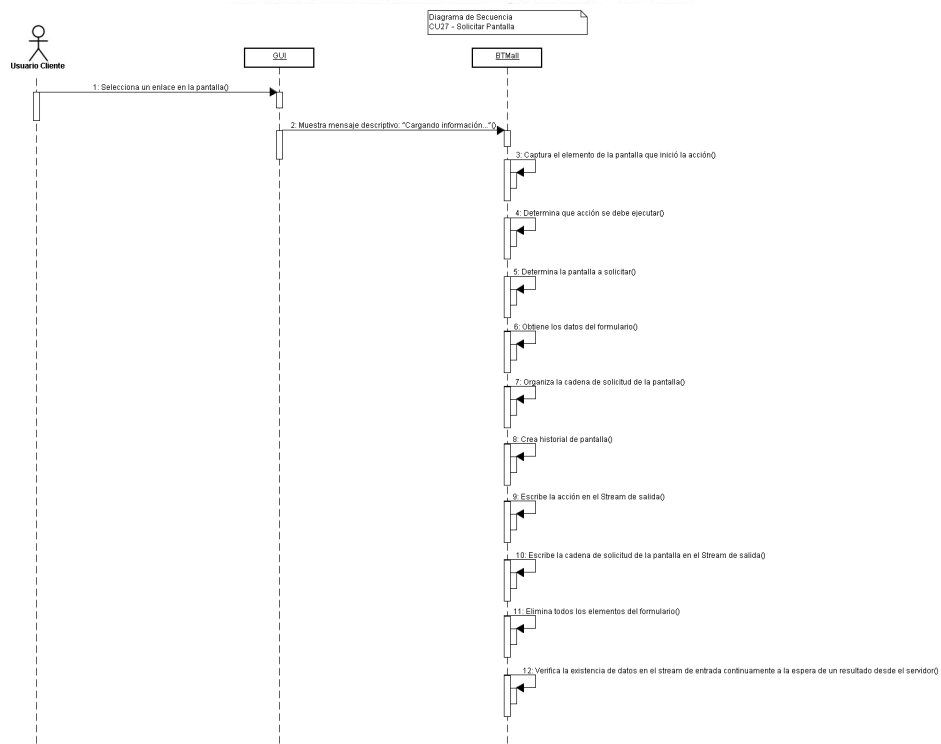 Diagrama de Secuencia
CU27 - Solicitar Pantalla
Usuario Cliente
GUI
BTMall
1: Selecciona un enlace en la pantalla()
2: Muestra mensaje descriptivo: "Cargando información..."()
3: Captura el elemento de la pantalla que inició la acción()
4: Determina que acción se debe ejecutar()
5: Determina la pantalla a solicitar()
6: Obtiene los datos del formulario()
7: Organiza la cadena de solicitud de la pantalla()
8: Crea historial de pantalla()
9: Escribe la acción en el Stream de salida()
10: Escribe la cadena de solicitud de la pantalla en el Stream de salida()
11: Elimina todos los elementos del formulario()
12: Verifica la existencia de datos en el stream de entrada continuamente a la espera de un resultado desde el servidor()